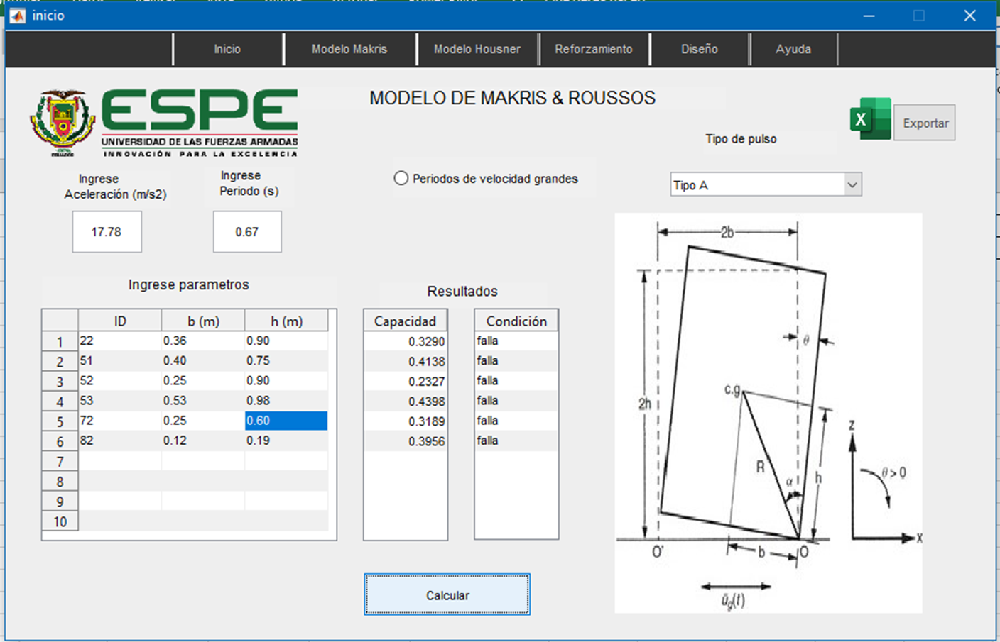 inicio
Inicio
Modelo Makris
Modelo Housner
Reforzamiento
Diseño
Ayuda
ESPE
UNIVERSIDAD DE LAS FUERZAS ARMADAS
INNOVACIÓN PARA LA EXCELENCIA
MODELO DE MAKRIS & ROUSSOS
Exportar
Tipo de pulso
Tipo A
Periodos de velocidad grandes
Ingrese
Aceleración (m/s2)
17.78
Ingrese
Periodo (s)
0.67
Ingrese parametros
ID b (m) h (m)
1 22 0.36 0.90
2 51 0.40 0.75
3 52 0.25 0.90
4 53 0.53 0.98
5 72 0.25 0.60
6 82 0.12 0.19
7
8
9
10
Resultados
Capacidad Condición
0.3290 falla
0.4138 falla
0.2327 falla
0.4398 falla
0.3189 falla
0.3956 falla
Calcular
2b
θ
c.g
2h
R
α
h
z
θ>0
x
O'
b
O
üg(t)